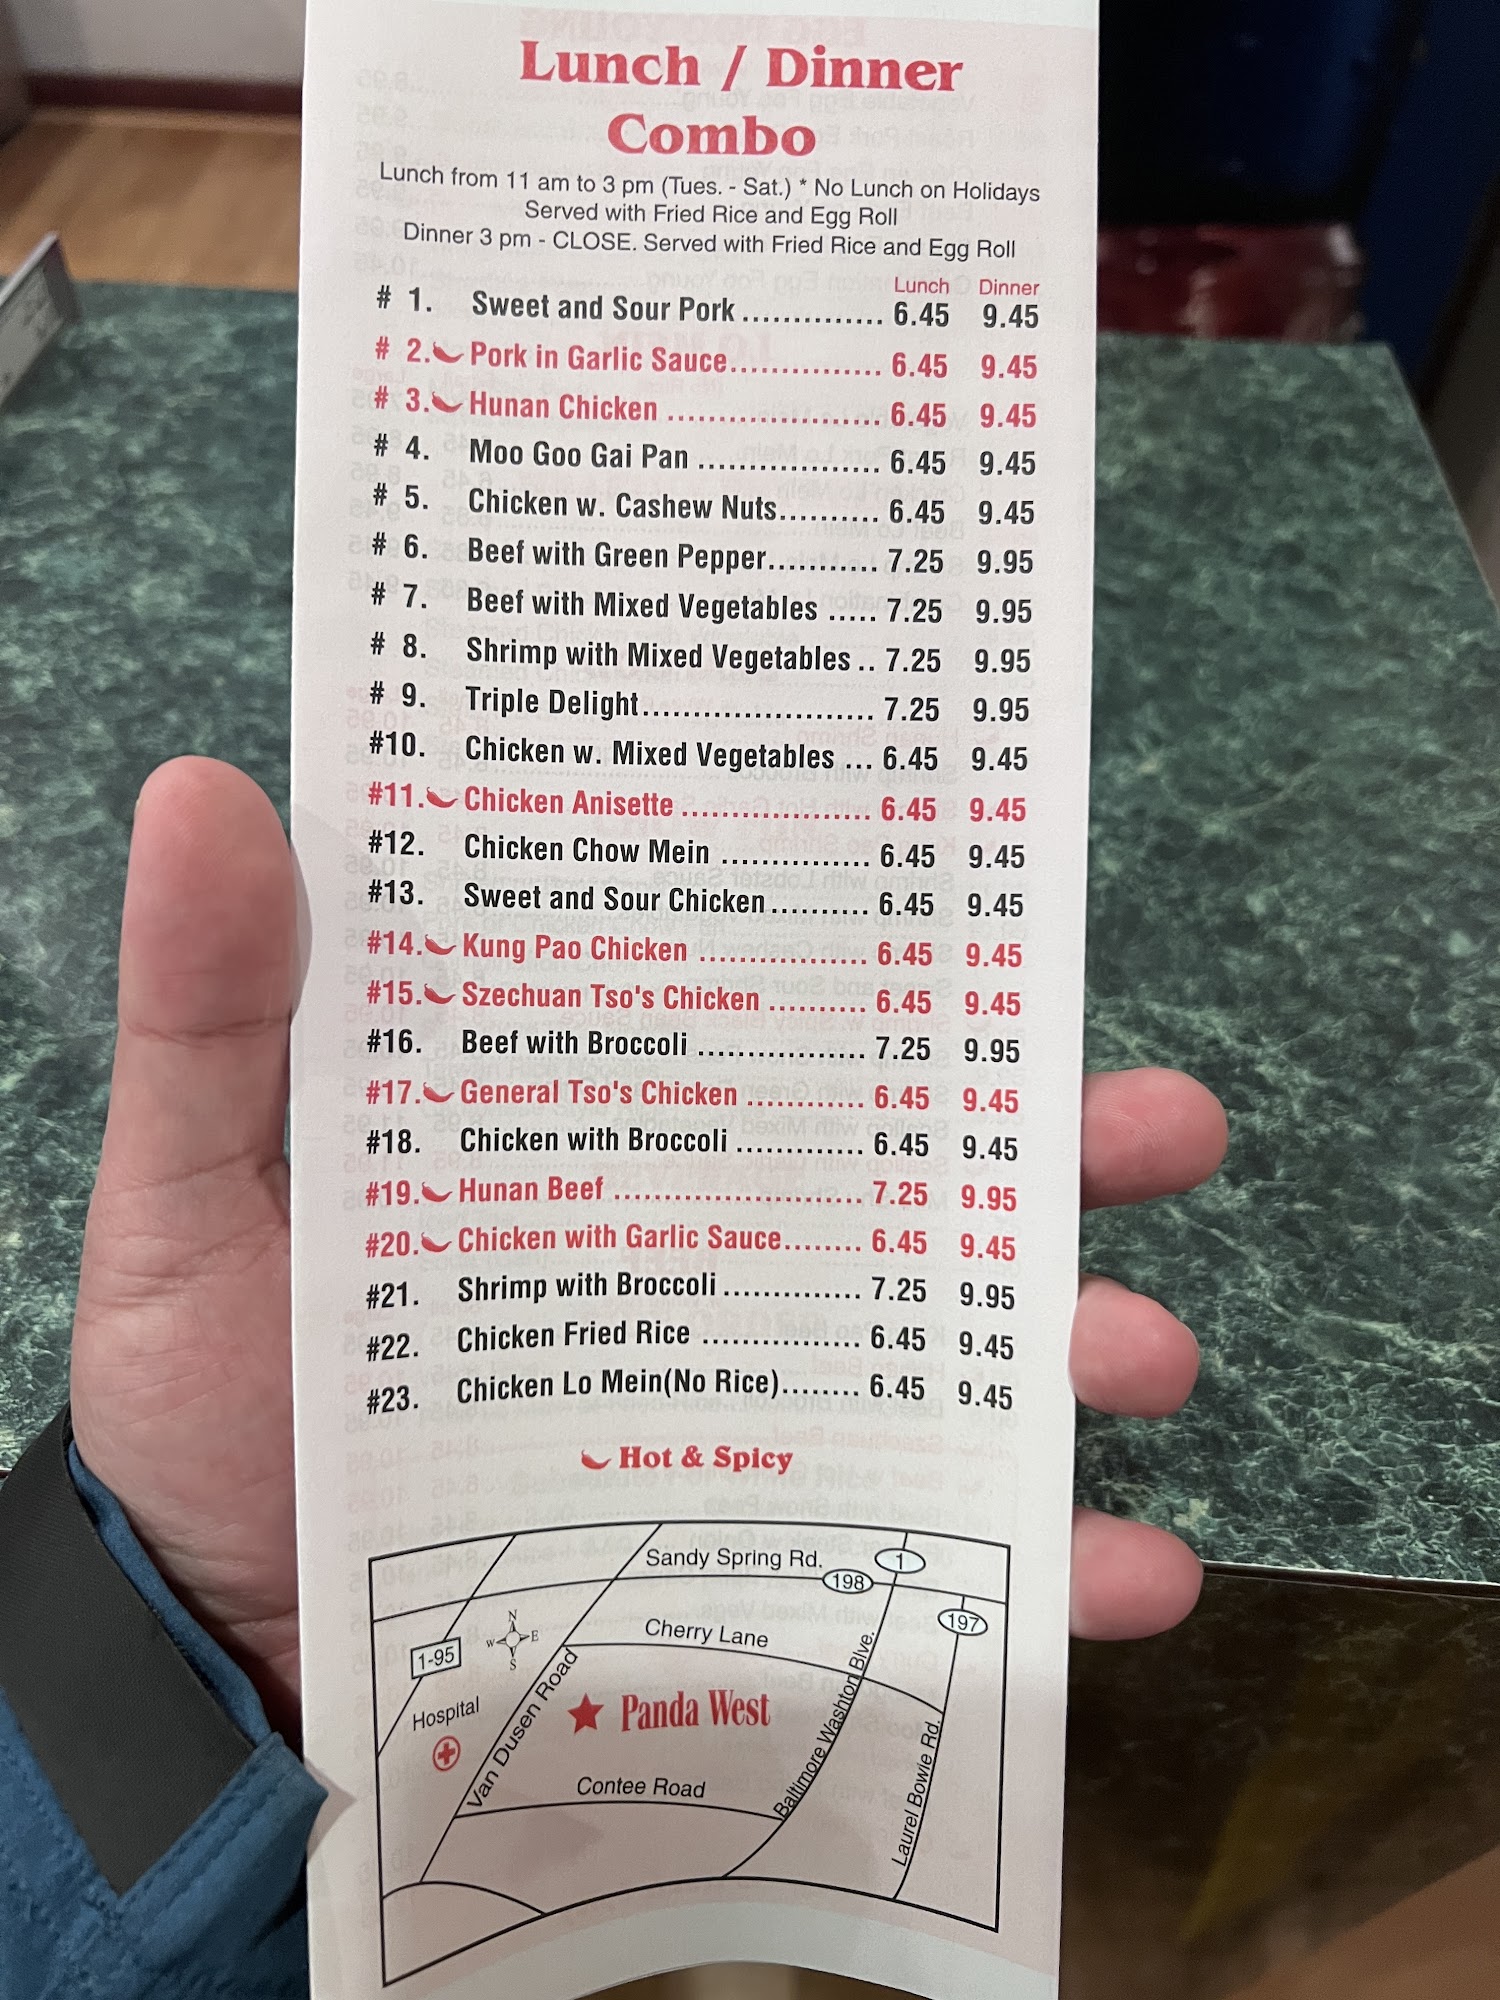 Lunch / Dinner
Combo
Lunch from 11 am to 3 pm (Tues. - Sat.) * No Lunch on Holidays
Served with Fried Rice and Egg Roll
Dinner 3 pm - CLOSE. Served with Fried Rice and Egg Roll
Lunch Dinner
# 1. Sweet and Sour Pork .............. 6.45 9.45
# 2. Pork in Garlic Sauce............... 6.45 9.45
# 3. Hunan Chicken ..................... 6.45 9.45
# 4. Moo Goo Gai Pan .................. 6.45 9.45
# 5. Chicken w. Cashew Nuts.......... 6.45 9.45
# 6. Beef with Green Pepper........... 7.25 9.95
# 7. Beef with Mixed Vegetables ..... 7.25 9.95
# 8. Shrimp with Mixed Vegetables .. 7.25 9.95
# 9. Triple Delight....................... 7.25 9.95
#10. Chicken w. Mixed Vegetables ... 6.45 9.45
#11. Chicken Anisette ................... 6.45 9.45
#12. Chicken Chow Mein ............... 6.45 9.45
#13. Sweet and Sour Chicken.......... 6.45 9.45
#14. Kung Pao Chicken ................. 6.45 9.45
#15. Szechuan Tso's Chicken .......... 6.45 9.45
#16. Beef with Broccoli ................. 7.25 9.95
#17. General Tso's Chicken ............ 6.45 9.45
#18. Chicken with Broccoli ............. 6.45 9.45
#19. Hunan Beef ......................... 7.25 9.95
#20. Chicken with Garlic Sauce........ 6.45 9.45
#21. Shrimp with Broccoli .............. 7.25 9.95
#22. Chicken Fried Rice ................ 6.45 9.45
#23. Chicken Lo Mein(No Rice)........ 6.45 9.45
Hot & Spicy
Sandy Spring Rd.
1
198
197
Cherry Lane
1-95
N
W E
S
Hospital
Van Dusen Road
Panda West
Baltimore Washton Blve.
Laurel Bowie Rd.
Contee Road